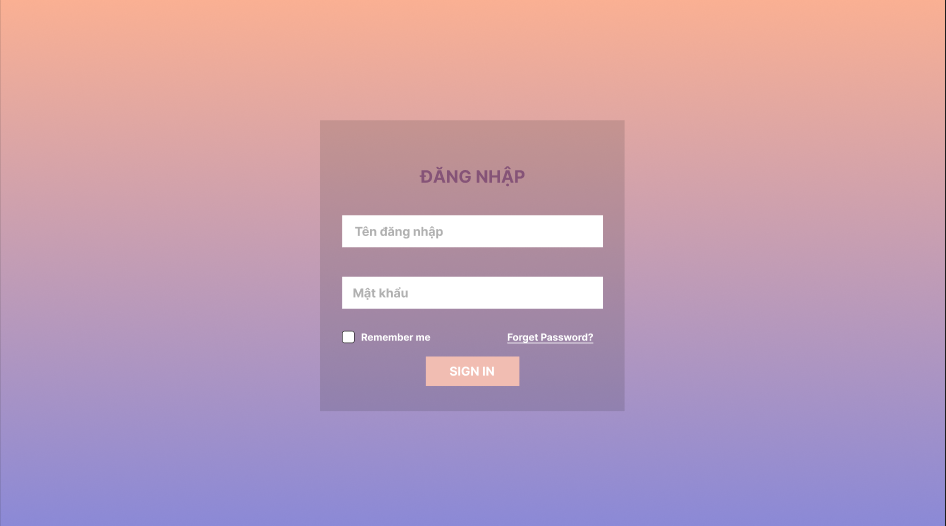 ĐĂNG NHẬP
Tên đăng nhập
Mật khẩu
Remember me
Forget Password?
SIGN IN